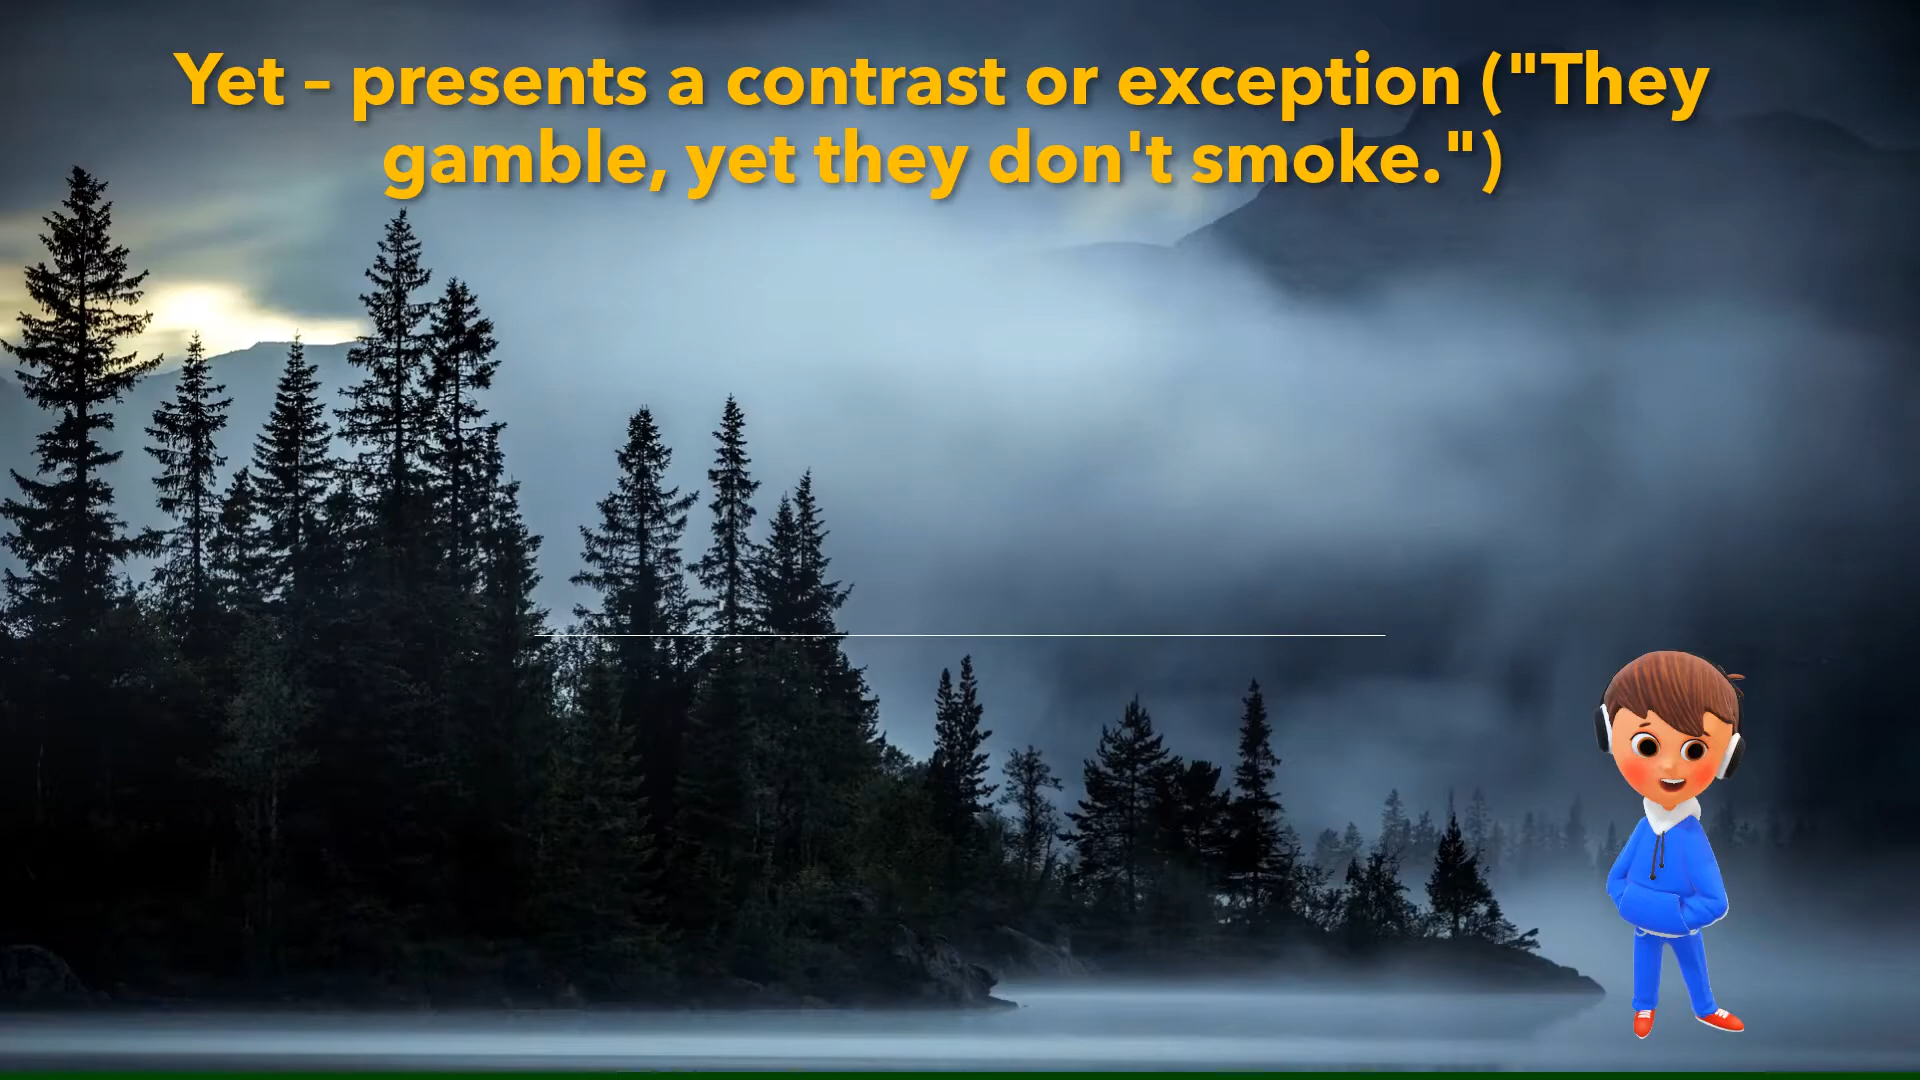 Yet – presents a contrast or exception ("They
gamble, yet they don't smoke.")